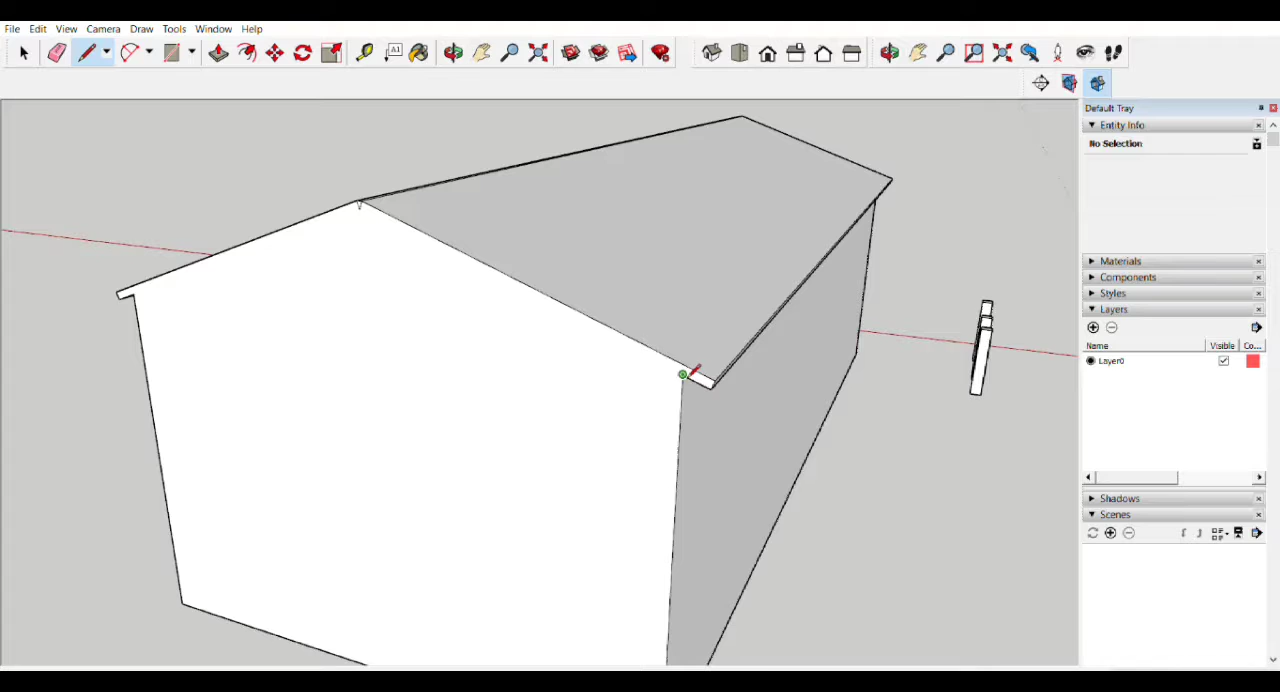 File Edit View Camera Draw Tools Window Help
A1
Default Tray
Entity Info
No Selection
Materials
Components
Styles
Layers
Name Visible Co...
Layer0
Shadows
Scenes